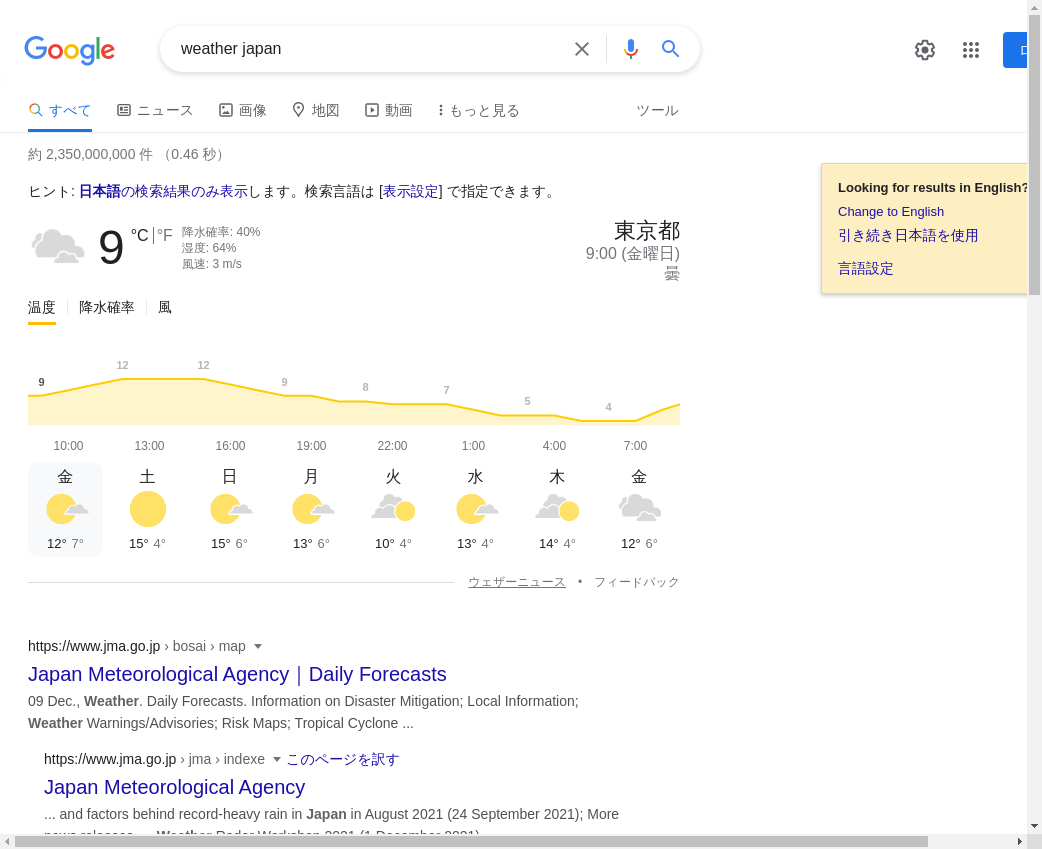 Google
weather japan
すべて ニュース 画像 地図 動画 もっと見る ツール
約 2,350,000,000 件 （0.46 秒）
ヒント: 日本語の検索結果のみ表示します。検索言語は [表示設定] で指定できます。
Looking for results in English?
Change to English
引き続き日本語を使用
言語設定
9 °C | °F
降水確率: 40%
湿度: 64%
風速: 3 m/s
東京都
9:00 (金曜日)
曇
温度 降水確率 風
9 12 12 9 8 7 5 4
10:00 13:00 16:00 19:00 22:00 1:00 4:00 7:00
金 土 日 月 火 水 木 金
12° 7° 15° 4° 15° 6° 13° 6° 10° 4° 13° 4° 14° 4° 12° 6°
ウェザーニュース • フィードバック
https://www.jma.go.jp › bosai › map
Japan Meteorological Agency｜Daily Forecasts
09 Dec., Weather. Daily Forecasts. Information on Disaster Mitigation; Local Information;
Weather Warnings/Advisories; Risk Maps; Tropical Cyclone ...
https://www.jma.go.jp › jma › indexe このページを訳す
Japan Meteorological Agency
... and factors behind record-heavy rain in Japan in August 2021 (24 September 2021); More